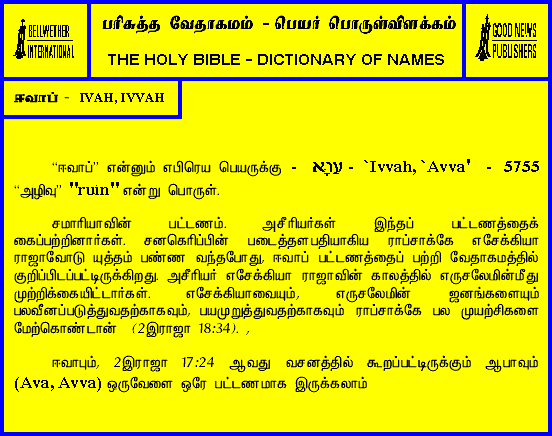 BELLWETHER
INTERNATIONAL
பரிசுத்த வேதாகமம் - பெயர் பொருள்விளக்கம்
THE HOLY BIBLE - DICTIONARY OF NAMES
GOOD NEWS
PUBLISHERS
ஈவாப் - IVAH, IVVAH
“ஈவாப்” என்னும் எபிரெய பெயருக்கு - עִוָּא - `Ivvah, `Avva' - 5755
“அழிவு” "ruin" என்று பொருள்.
சமாரியாவின் பட்டணம். அசீரியர்கள் இந்தப் பட்டணத்தைக்
கைப்பற்றினார்கள். சனகெரிப்பின் படைத்தளபதியாகிய ராப்சாக்கே எசேக்கியா
ராஜாவோடு யுத்தம் பண்ண வந்தபோது, ஈவாப் பட்டணத்தைப் பற்றி வேதாகமத்தில்
குறிப்பிடப்பட்டிருக்கிறது. அசீரியர் எசேக்கியா ராஜாவின் காலத்தில் எருசலேமின்மீது
முற்றிக்கையிட்டார்கள். எசேக்கியாவையும், எருசலேமின் ஜனங்களையும்
பலவீனப்படுத்துவதற்காகவும், பயமுறுத்துவதற்காகவும் ராப்சாக்கே பல முயற்சிகளை
மேற்கொண்டான் (2இராஜா 18:34). ,
ஈவாபும், 2இராஜா 17:24 ஆவது வசனத்தில் கூறப்பட்டிருக்கும் ஆபாவும்
(Ava, Avva) ஒருவேளை ஒரே பட்டணமாக இருக்கலாம்